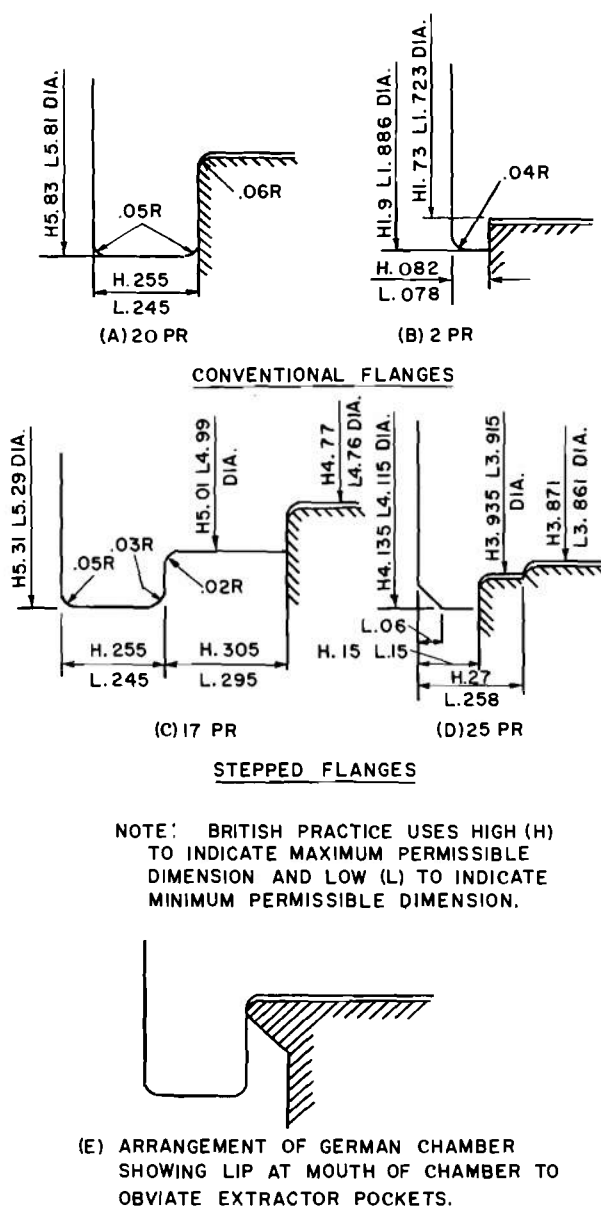 H5.83 L5.81 DIA.
.05R
.06R
H.255
L.245
(A) 20 PR
H1.9 L1.886 DIA.
H1.73 L1.723 DIA.
.04R
H.082
L.078
(B) 2 PR
CONVENTIONAL FLANGES
H5.31 L5.29 DIA.
H5.01 L4.99
DIA.
H4.77
L4.76 DIA.
.05R
.03R
.02R
H.255
L.245
H.305
L.295
(C) 17 PR
H4.135 L4.115 DIA.
H3.935 L3.915
DIA.
H3.871
L3.861 DIA.
L.06
H.15 L.15
H.27
L.258
(D) 25 PR
STEPPED FLANGES
NOTE: BRITISH PRACTICE USES HIGH (H)
TO INDICATE MAXIMUM PERMISSIBLE
DIMENSION AND LOW (L) TO INDICATE
MINIMUM PERMISSIBLE DIMENSION.
(E) ARRANGEMENT OF GERMAN CHAMBER
SHOWING LIP AT MOUTH OF CHAMBER TO
OBVIATE EXTRACTOR POCKETS.